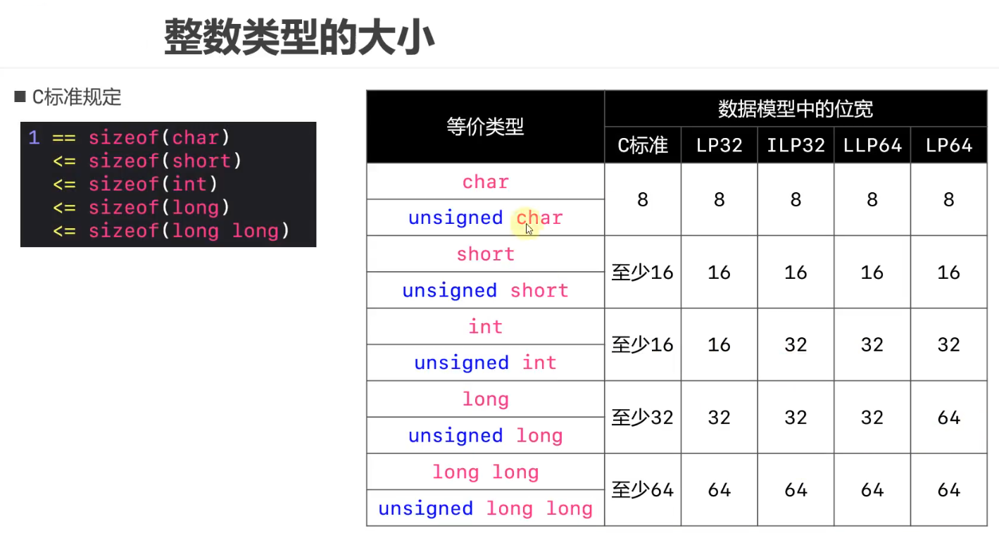 整数类型的大小
■ C标准规定
1 == sizeof(char)
<= sizeof(short)
<= sizeof(int)
<= sizeof(long)
<= sizeof(long long)
等价类型 数据模型中的位宽
C标准 LP32 ILP32 LLP64 LP64
char
unsigned char
8 8 8 8 8
short
unsigned short
至少16 16 16 16 16
int
unsigned int
至少16 16 32 32 32
long
unsigned long
至少32 32 32 32 64
long long
unsigned long long
至少64 64 64 64 64